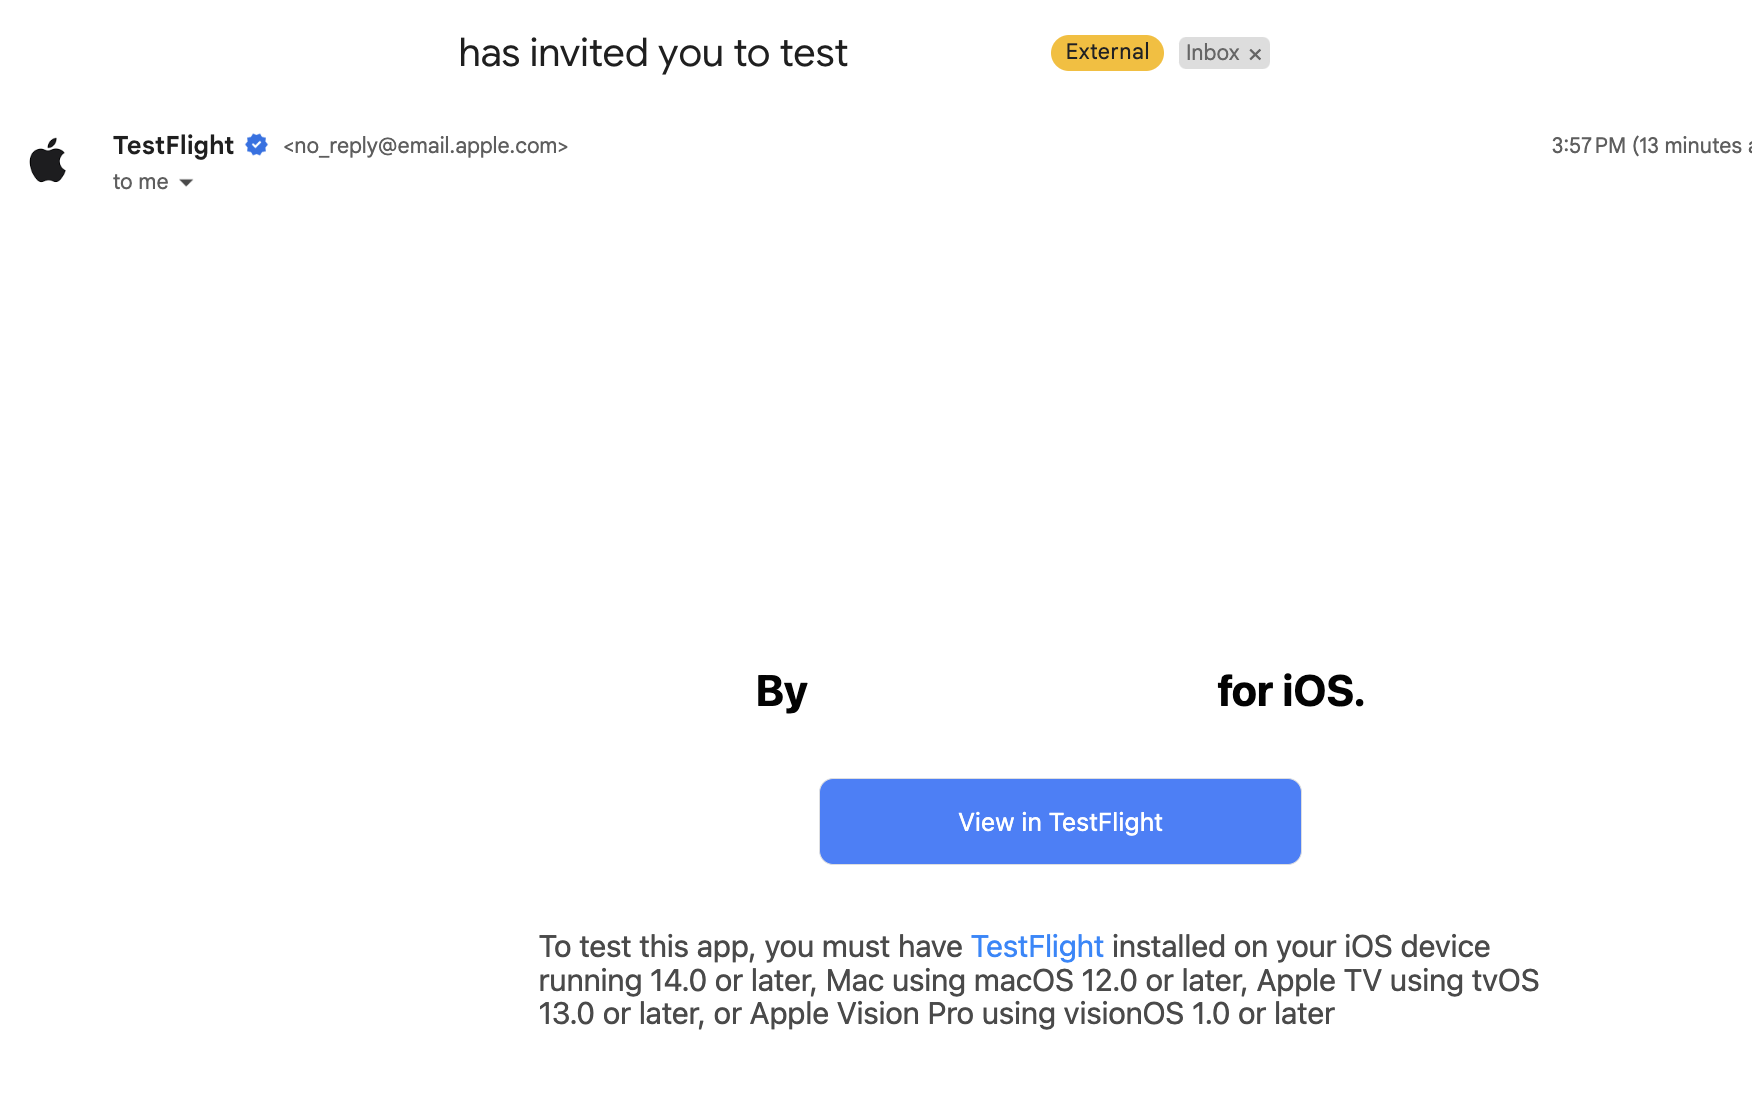 has invited you to test External Inbox ×
TestFlight <no_reply@email.apple.com> 3:57 PM (13 minutes a
to me
By for iOS.
View in TestFlight
To test this app, you must have TestFlight installed on your iOS device
running 14.0 or later, Mac using macOS 12.0 or later, Apple TV using tvOS
13.0 or later, or Apple Vision Pro using visionOS 1.0 or later